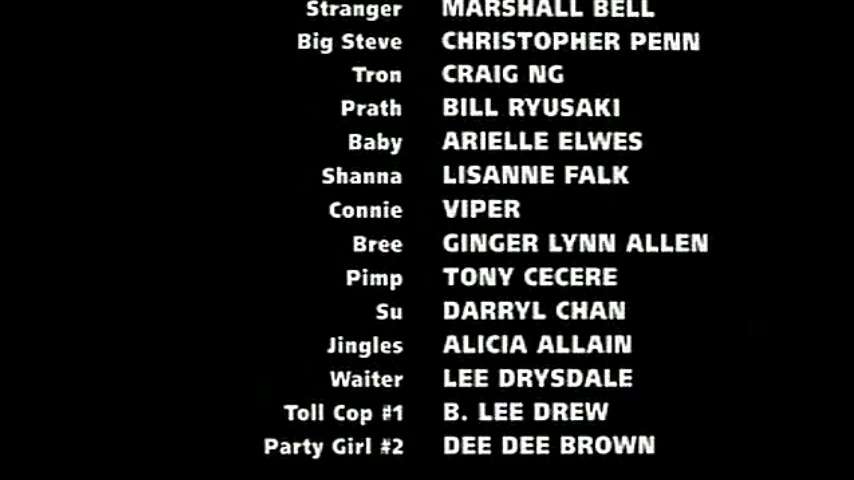 Stranger MARSHALL BELL
Big Steve CHRISTOPHER PENN
Tron CRAIG NG
Prath BILL RYUSAKI
Baby ARIELLE ELWES
Shanna LISANNE FALK
Connie VIPER
Bree GINGER LYNN ALLEN
Pimp TONY CECERE
Su DARRYL CHAN
Jingles ALICIA ALLAIN
Waiter LEE DRYSDALE
Toll Cop #1 B. LEE DREW
Party Girl #2 DEE DEE BROWN